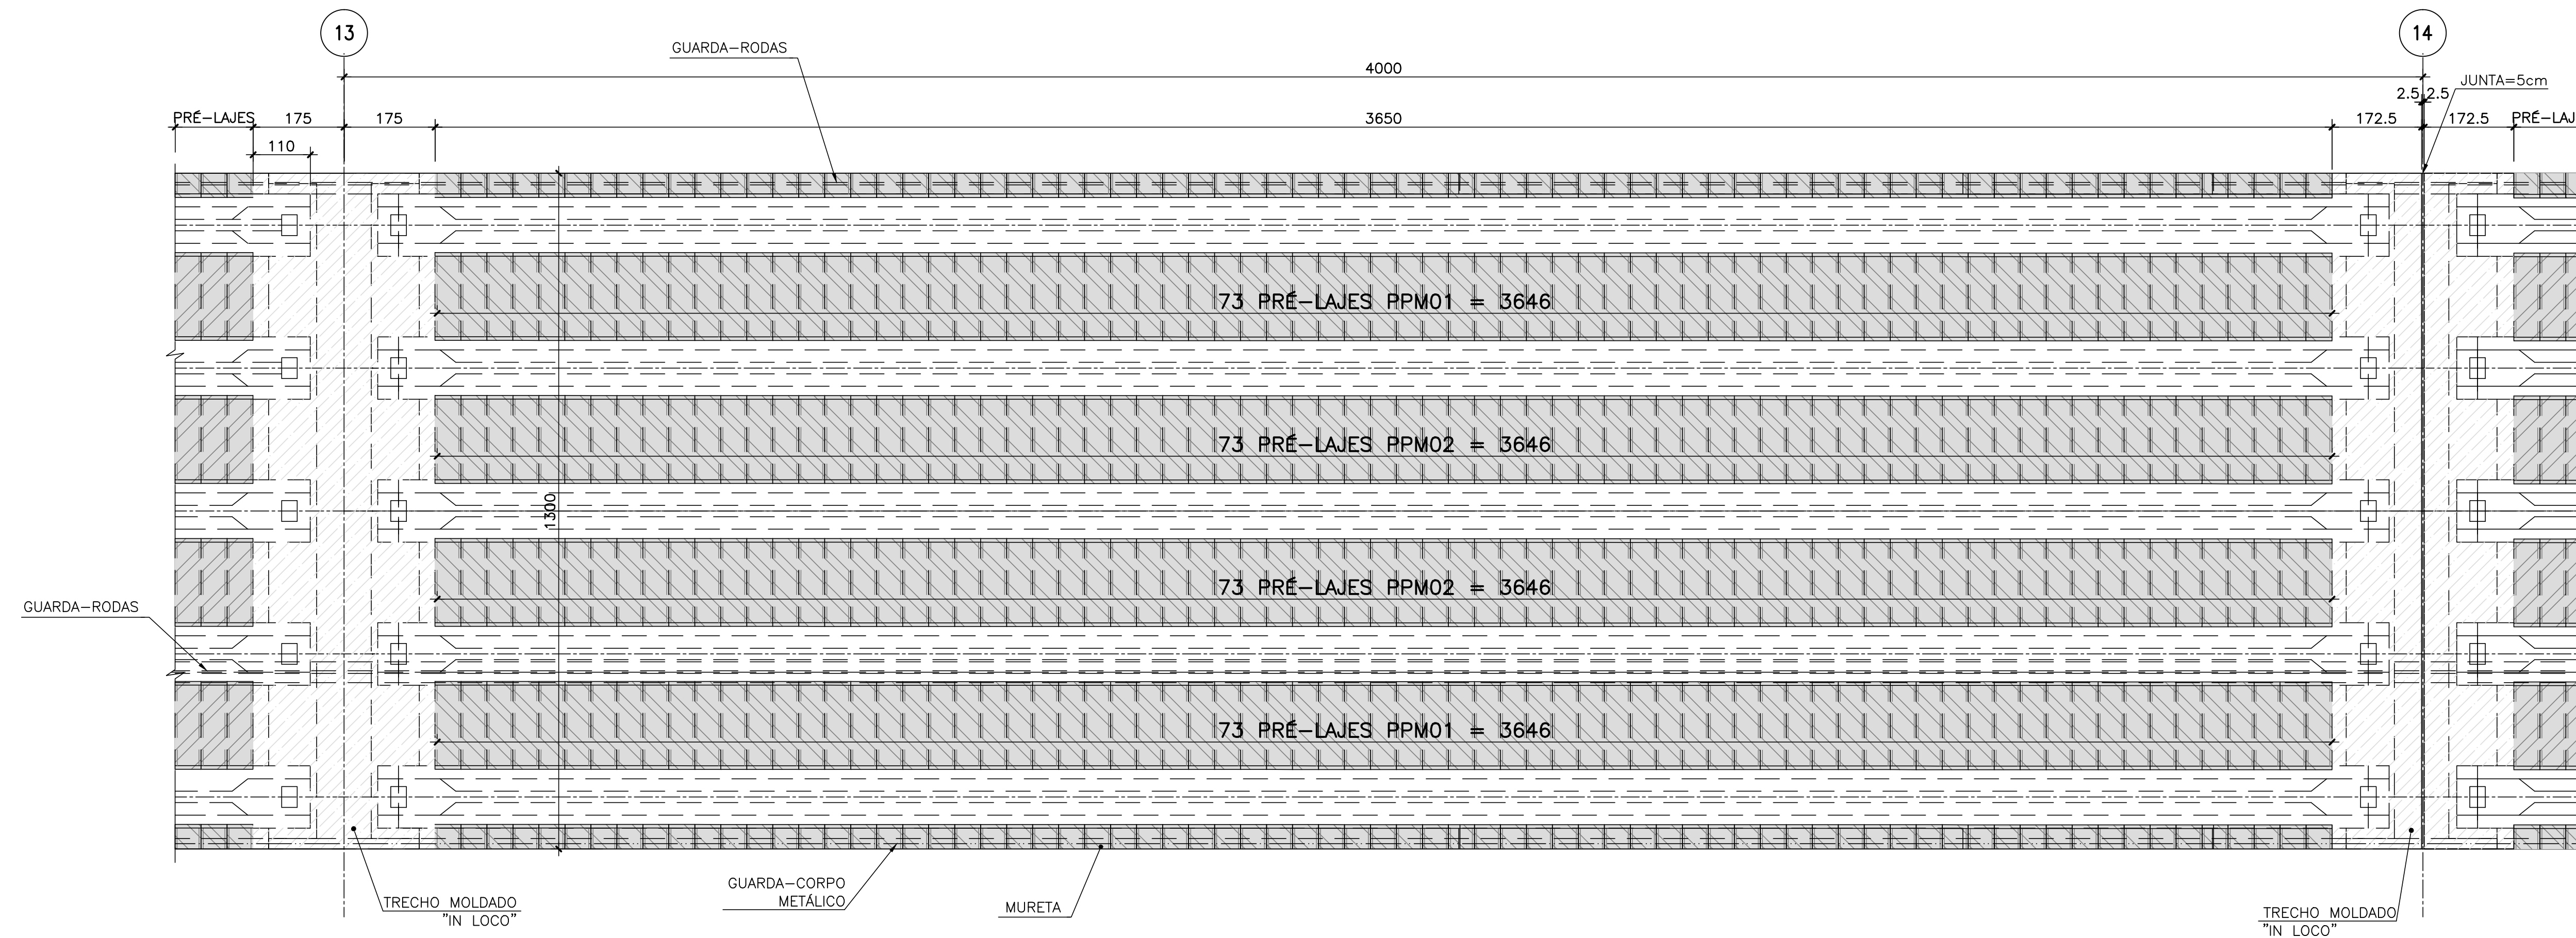 13
14
GUARDA-RODAS
4000
JUNTA=5cm
2.5
2.5
PRÉ-LAJES
175
175
3650
172.5
172.5
PRÉ-LAJ
110
73 PRÉ-LAJES PPM01 = 3646
73 PRÉ-LAJES PPM02 = 3646
1300
73 PRÉ-LAJES PPM02 = 3646
GUARDA-RODAS
73 PRÉ-LAJES PPM01 = 3646
GUARDA-CORPO
METÁLICO
MURETA
TRECHO MOLDADO
"IN LOCO"
TRECHO MOLDADO
"IN LOCO"